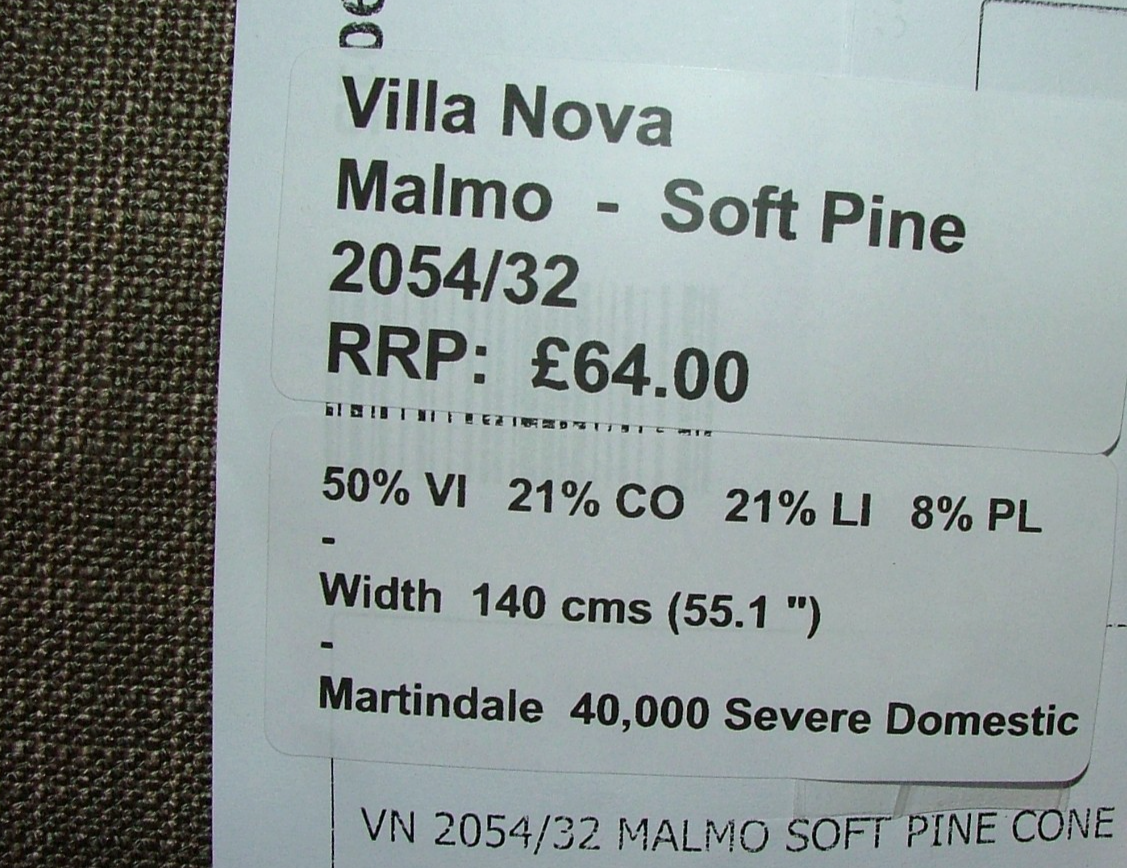 Villa Nova
Malmo - Soft Pine
2054/32
RRP: £64.00
50% VI 21% CO 21% LI 8% PL
-
Width 140 cms (55.1 ")
-
Martindale 40,000 Severe Domestic
VN 2054/32 MALMO SOFT PINE CONE